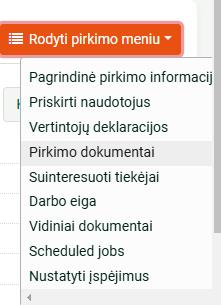 Rodyti pirkimo meniu
Pagrindinė pirkimo informacij
Priskirti naudotojus
Vertintojų deklaracijos
Pirkimo dokumentai
Suinteresuoti tiekėjai
Darbo eiga
Vidiniai dokumentai
Scheduled jobs
Nustatyti įspėjimus